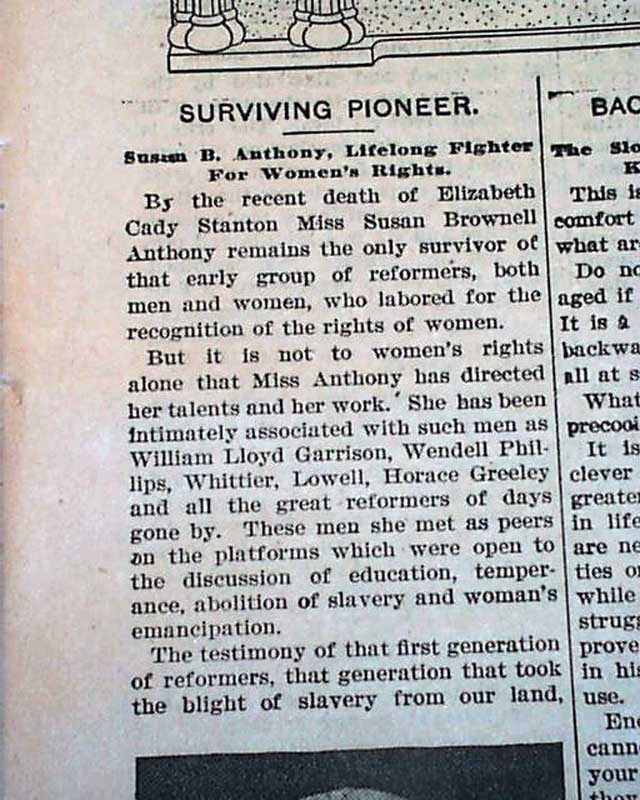 SURVIVING PIONEER.
Susan B. Anthony, Lifelong Fighter
For Women's Rights.
By the recent death of Elizabeth
Cady Stanton Miss Susan Brownell
Anthony remains the only survivor of
that early group of reformers, both
men and women, who labored for the
recognition of the rights of women.
But it is not to women's rights
alone that Miss Anthony has directed
her talents and her work. She has been
intimately associated with such men as
William Lloyd Garrison, Wendell Phil-
lips, Whittier, Lowell, Horace Greeley
and all the great reformers of days
gone by. These men she met as peers
on the platforms which were open to
the discussion of education, temper-
ance, abolition of slavery and woman's
emancipation.
The testimony of that first generation
of reformers, that generation that took
the blight of slavery from our land,
BAC
The Slo
K
This is
comfort
what ar
Do no
aged if
It is a
backwa
all at s
What
precooi
It is
clever
greater
in life
are ne
ties o
while
strugg
prove
in his
use.
Enc
canno
your